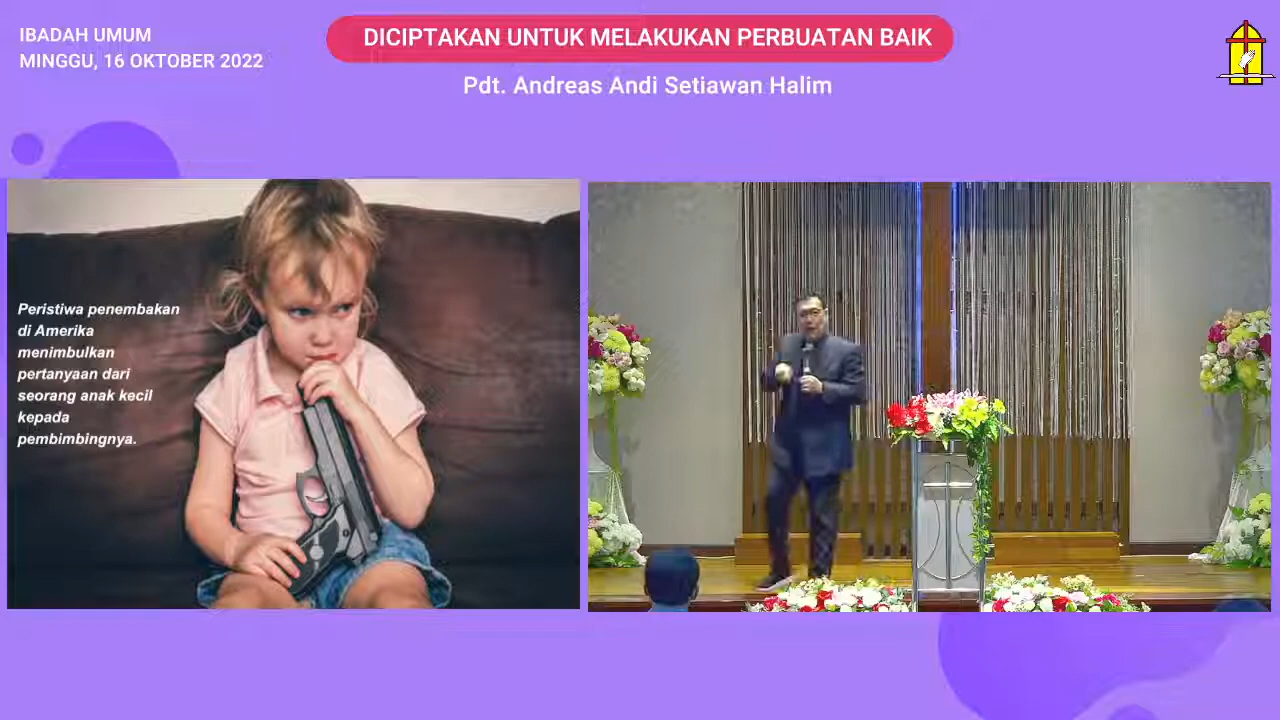 IBADAH UMUM
MINGGU, 16 OKTOBER 2022
DICIPTAKAN UNTUK MELAKUKAN PERBUATAN BAIK
Pdt. Andreas Andi Setiawan Halim
Peristiwa penembakan
di Amerika
menimbulkan
pertanyaan dari
seorang anak kecil
kepada
pembimbingnya.